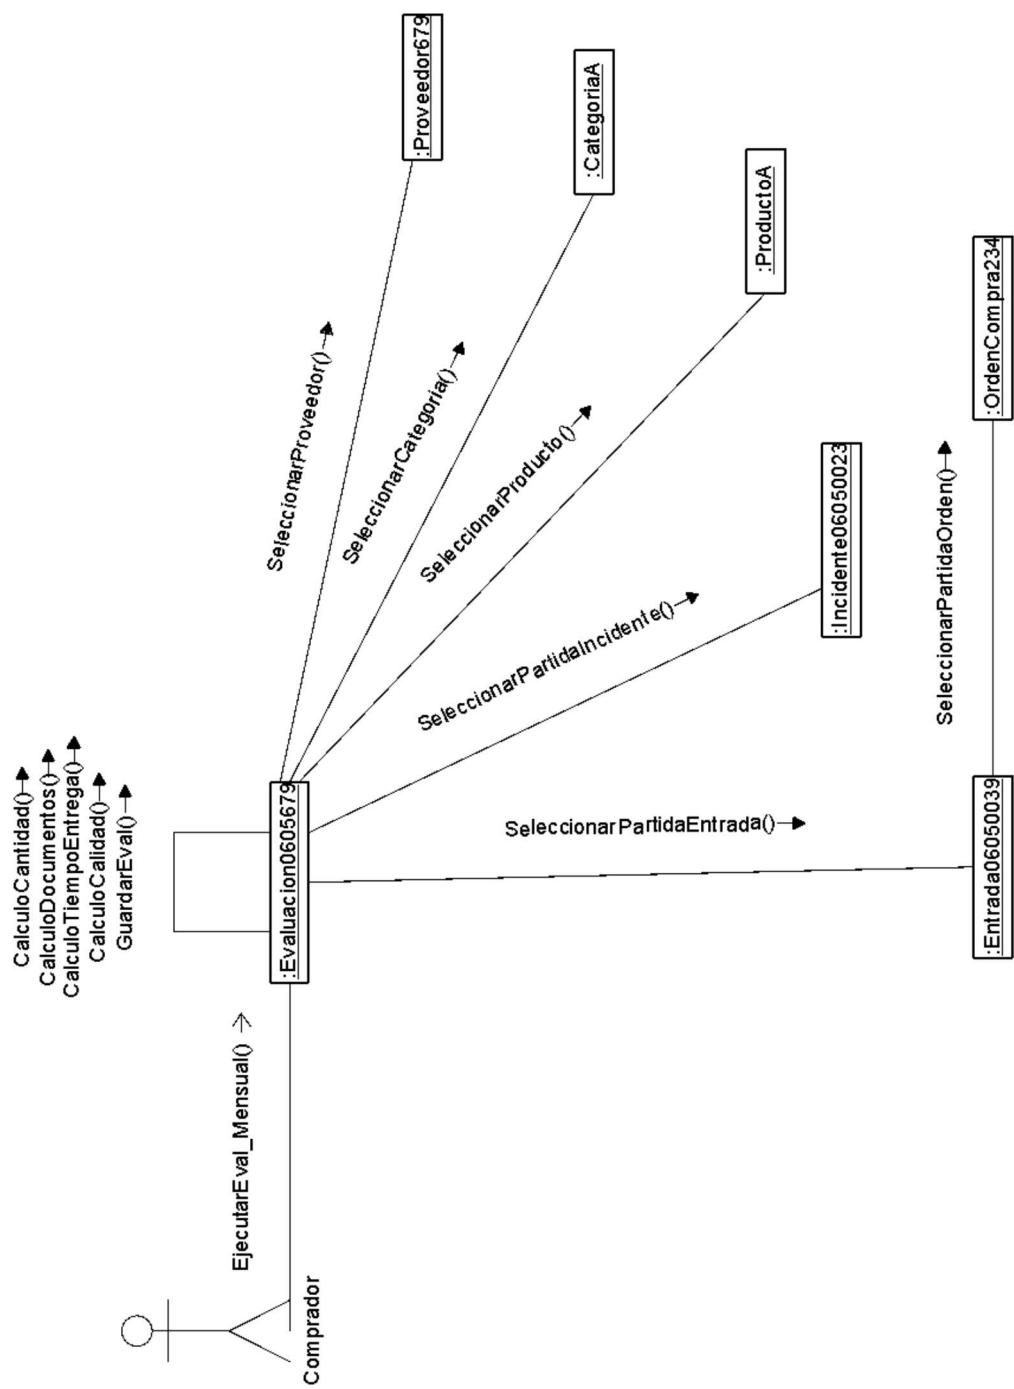 CalculoCantidad()
CalculoDocumentos()
CalculoTiempoEntrega()
CalculoCalidad()
GuardarEval()
EjecutarEval_Mensual()
Comprador
:Evaluacion0605679
SeleccionarProveedor()
:Proveedor679
SeleccionarCategoria()
:CategoriaA
SeleccionarProducto()
:ProductoA
SeleccionarPartidaIncidente()
:Incidente06050023
SeleccionarPartidaEntrada()
:Entrada06050039
SeleccionarPartidaOrden()
:OrdenCompra234